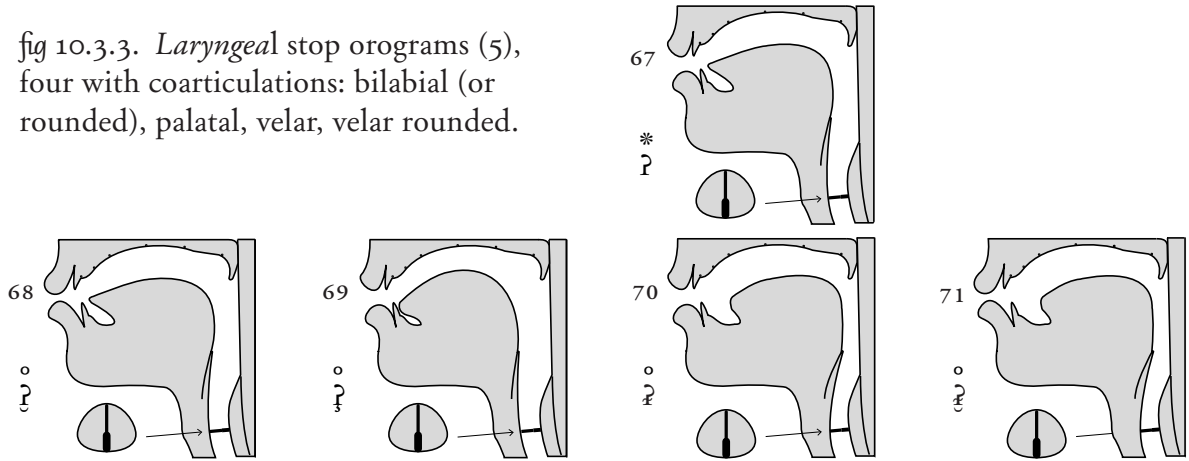 fig 10.3.3. Laryngeal stop orograms (5),
four with coarticulations: bilabial (or
rounded), palatal, velar, velar rounded.
67
*
ʔ
68
69
70
71